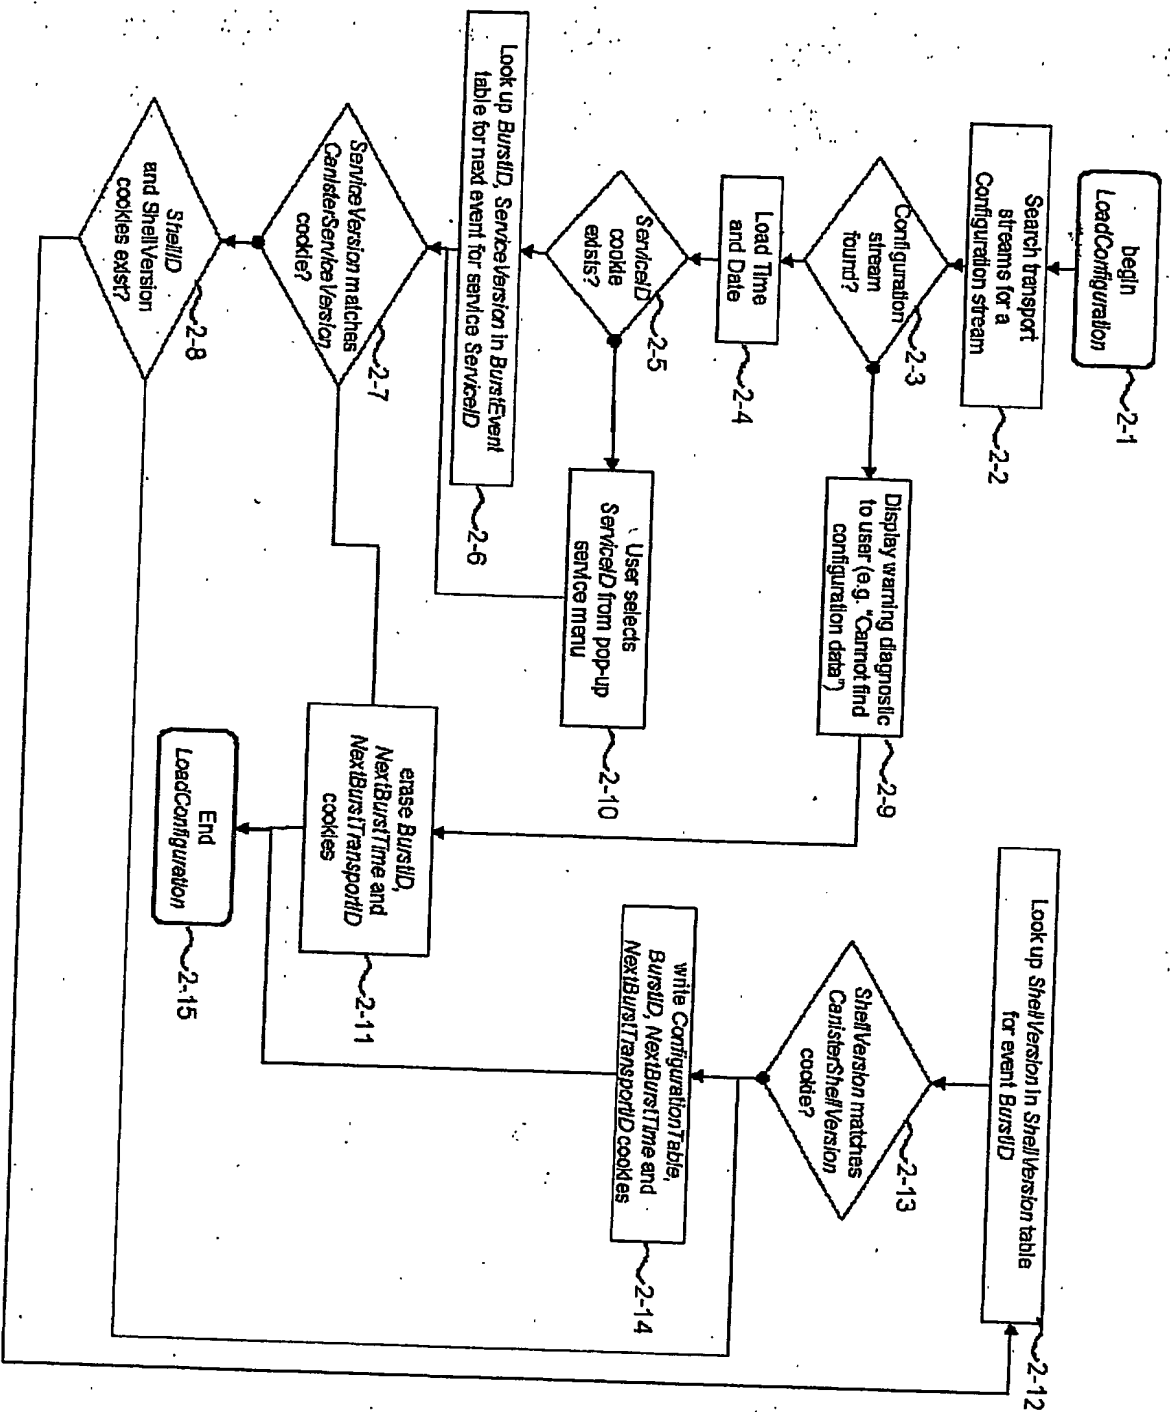 begin
LoadConfiguration
2-1
Search transport
streams for a
Configuration stream
2-2
Configuration
stream
found?
2-3
Load Time
and Date
2-4
ServiceID
cookie
exists?
2-5
Look up BurstID, ServiceVersion in BurstEvent
table for next event for service ServiceID
2-6
ServiceVersion matches
CanisterServiceVersion
cookie?
2-7
ShellID
and ShellVersion
cookies exist?
2-8
Display warning diagnostic
to user (e.g. "Cannot find
configuration data")
2-9
User selects
ServiceID from pop-up
service menu
2-10
erase BurstID,
NextBurstTime and
NextBurstTransportID
cookies
2-11
End
LoadConfiguration
2-15
Look up ShellVersion in ShellVersion table
for event BurstID
2-12
ShellVersion matches
CanisterShellVersion
cookie?
2-13
write ConfigurationTable,
BurstID, NextBurstTime and
NextBurstTransportID cookies
2-14